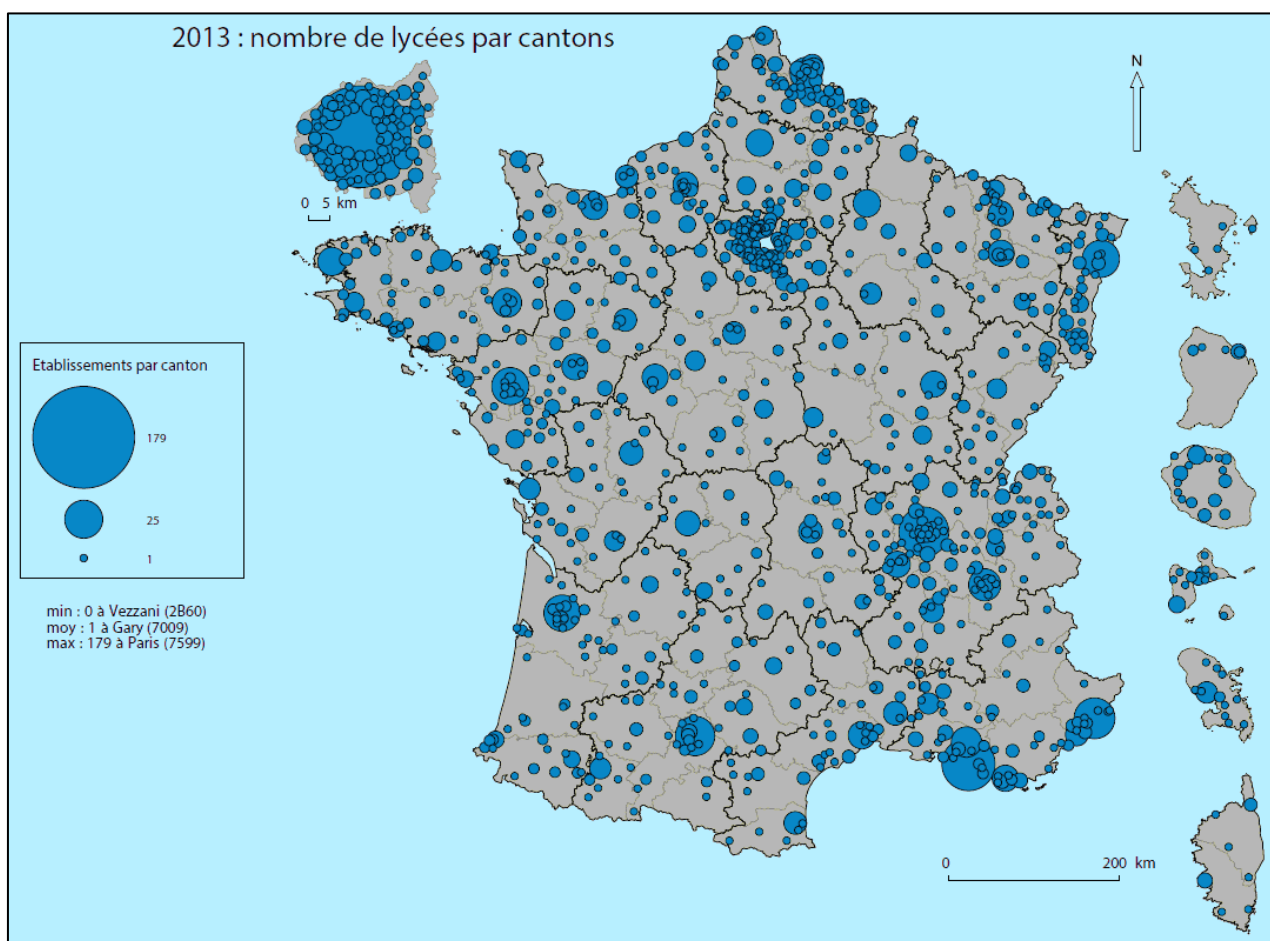 2013 : nombre de lycées par cantons
N
0 5 km
Etablissements par canton
179
25
1
min : 0 à Vezzani (2B60)
moy : 1 à Gary (7009)
max : 179 à Paris (7599)
0 200 km